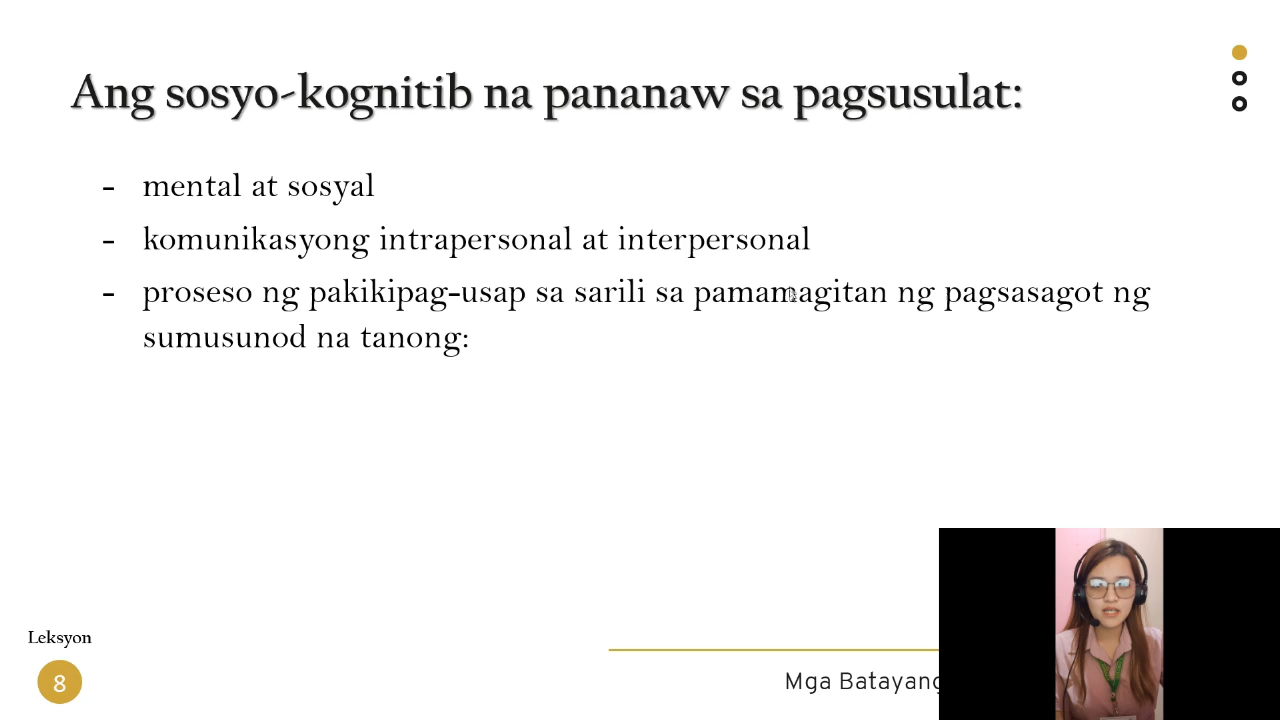 Ang sosyo-kognitib na pananaw sa pagsusulat:
- mental at sosyal
- komunikasyong intrapersonal at interpersonal
- proseso ng pakikipag-usap sa sarili sa pamamagitan ng pagsasagot ng
sumusunod na tanong:
Leksyon
8
Mga Batayang